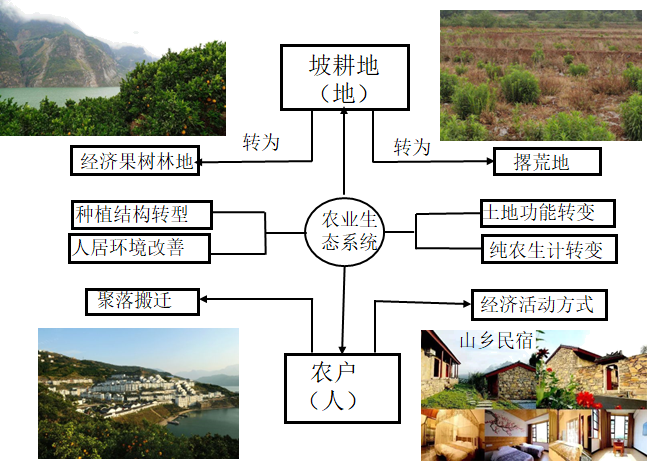 坡耕地
（地）
转为
转为
经济果树林地
撂荒地
种植结构转型
人居环境改善
农业生
态系统
土地功能转变
纯农生计转变
聚落搬迁
经济活动方式
山乡民宿
农户
（人）